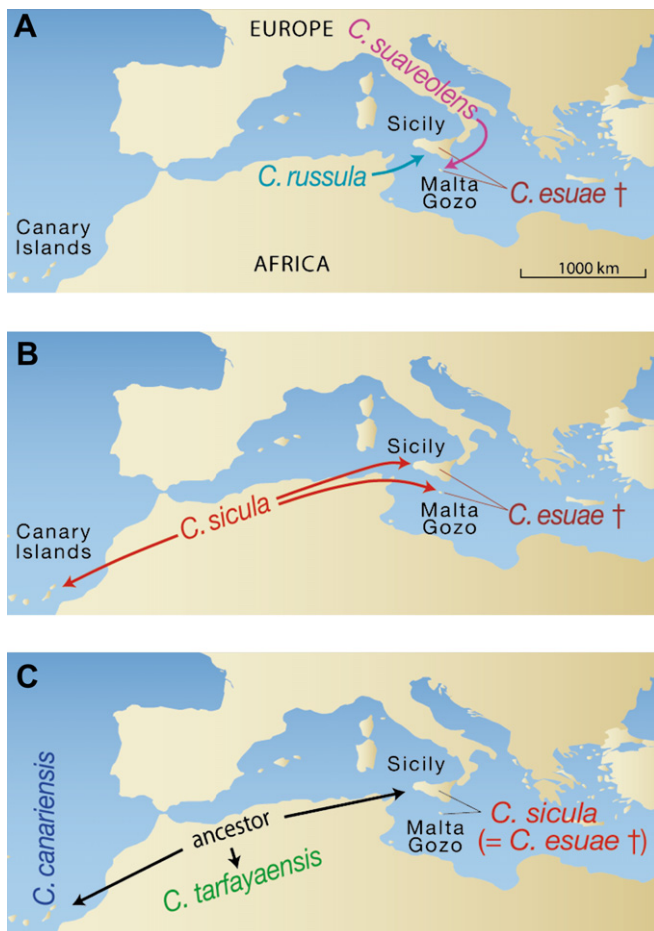 A
EUROPE
C. suaveolens
Sicily
C. russula
Malta
Gozo
C. esuae †
Canary
Islands
AFRICA
1000 km
B
Sicily
C. sicula
Malta
Gozo
C. esuae †
Canary
Islands
C
C. canariensis
Sicily
ancestor
Malta
Gozo
C. sicula
(= C. esuae †)
C. tarfayaensis